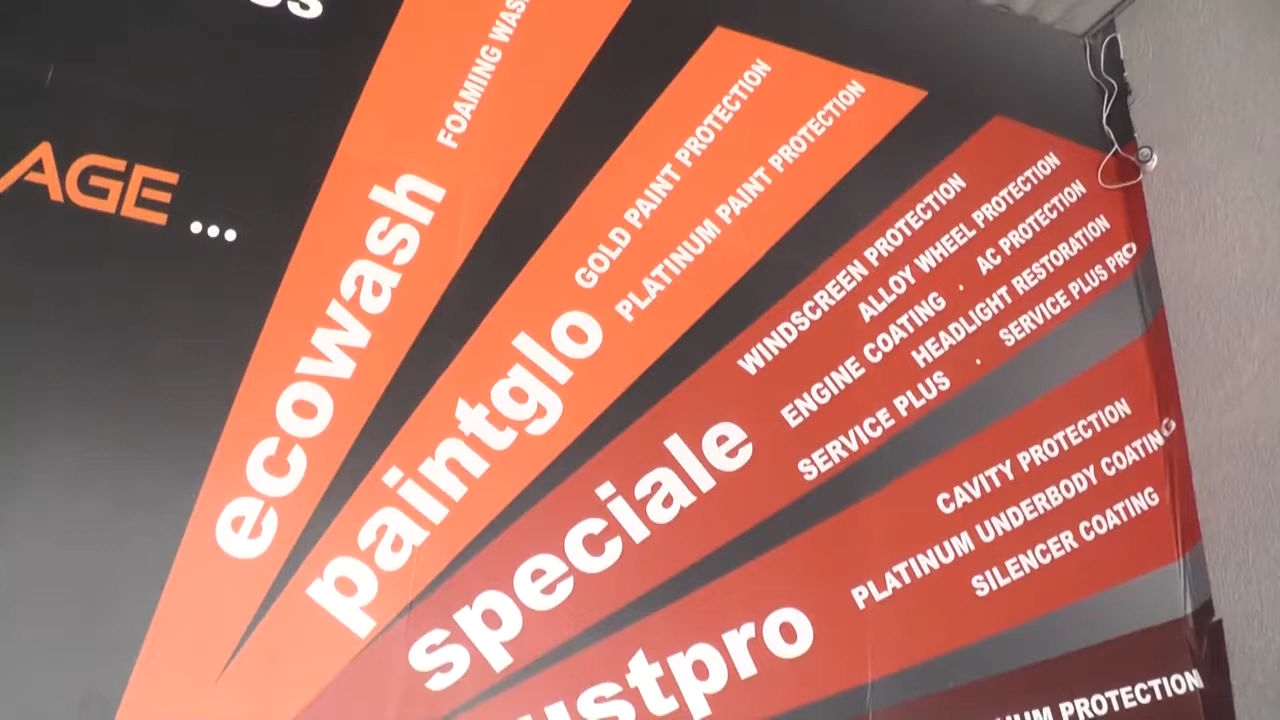 AGE ...
ecowash
FOAMING
paintglo
GOLD PAINT PROTECTION
PLATINUM PAINT PROTECTION
speciale
WINDSCREEN PROTECTION
ALLOY WHEEL PROTECTION
ENGINE COATING . AC PROTECTION
HEADLIGHT RESTORATION
SERVICE PLUS . SERVICE PLUS PRO
ustpro
CAVITY PROTECTION
PLATINUM UNDERBODY COATING
SILENCER COATING
PROTECTION